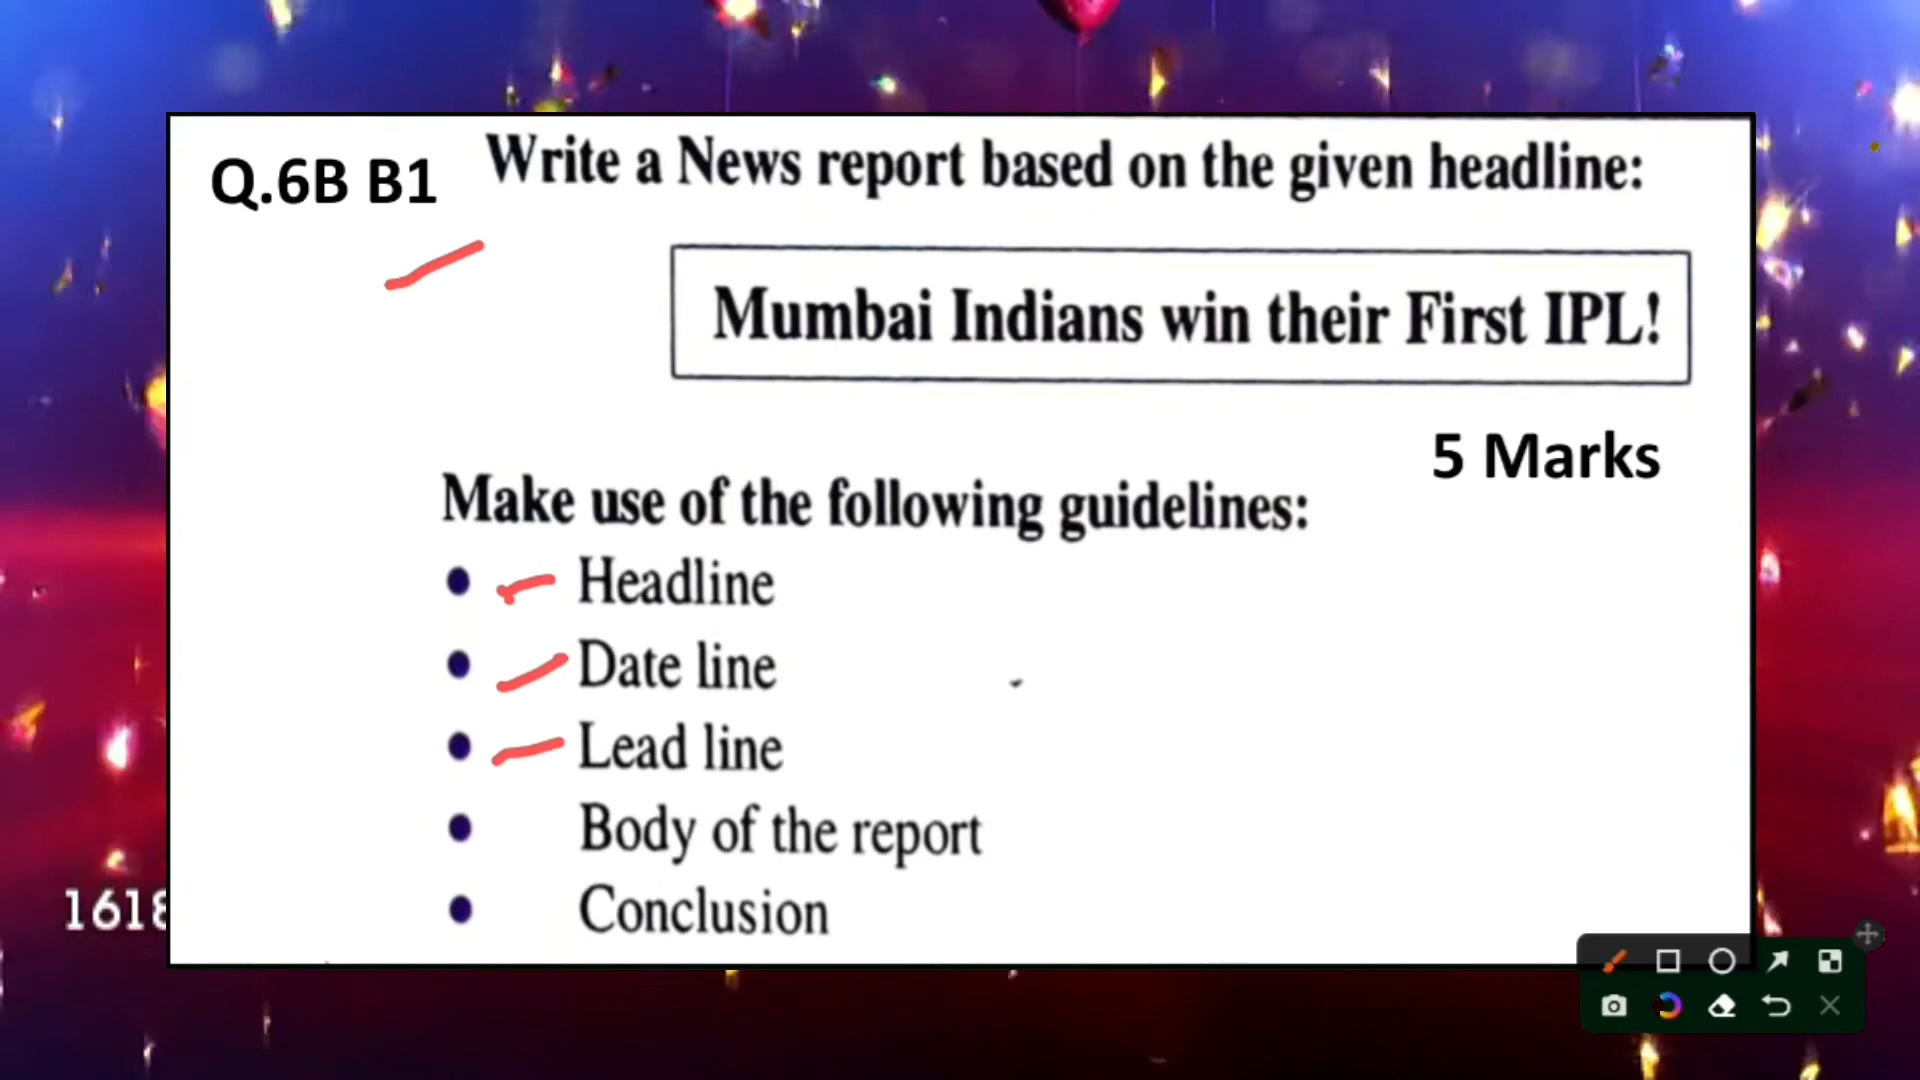 Q.6B B1 Write a News report based on the given headline:
Mumbai Indians win their First IPL!
5 Marks
Make use of the following guidelines:
• Headline
• Date line
• Lead line
• Body of the report
• Conclusion
1618